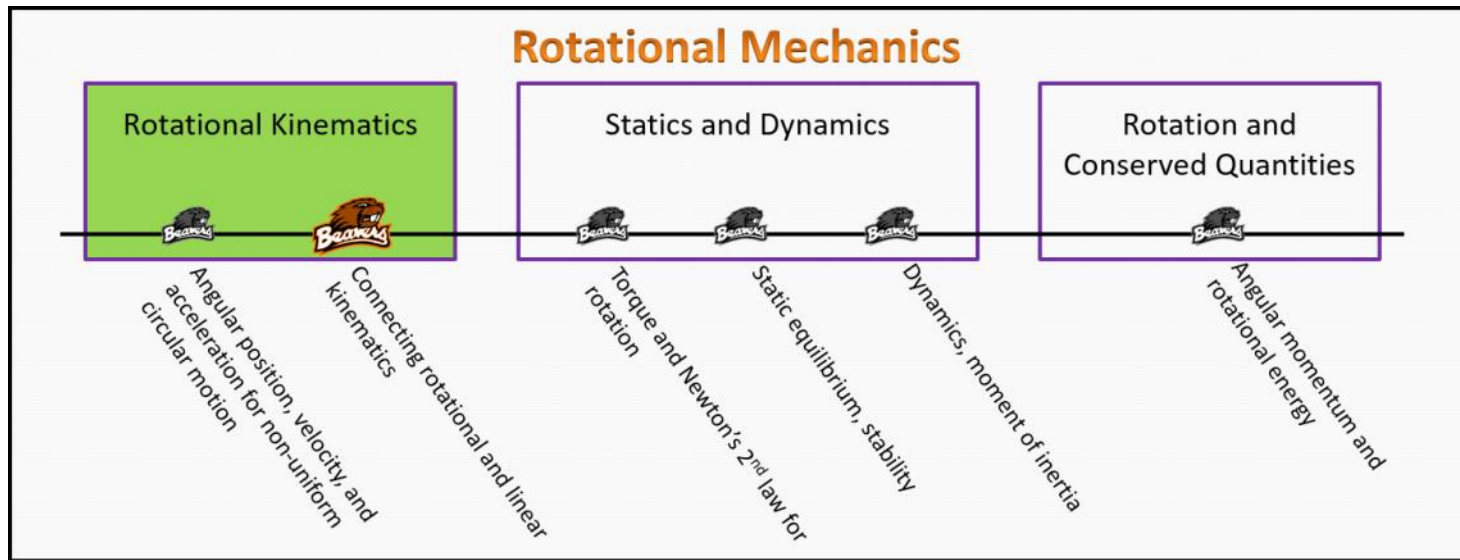 Rotational Mechanics
Rotational Kinematics
Statics and Dynamics
Rotation and
Conserved Quantities
Beavers
Beavers
Beavers
Beavers
Beavers
Beavers
Angular position, velocity, and
acceleration for non-uniform
circular motion
Connecting rotational and linear
kinematics
Torque and Newton's 2nd law for
rotation
Static equilibrium, stability
Dynamics, moment of inertia
Angular momentum and
rotational energy